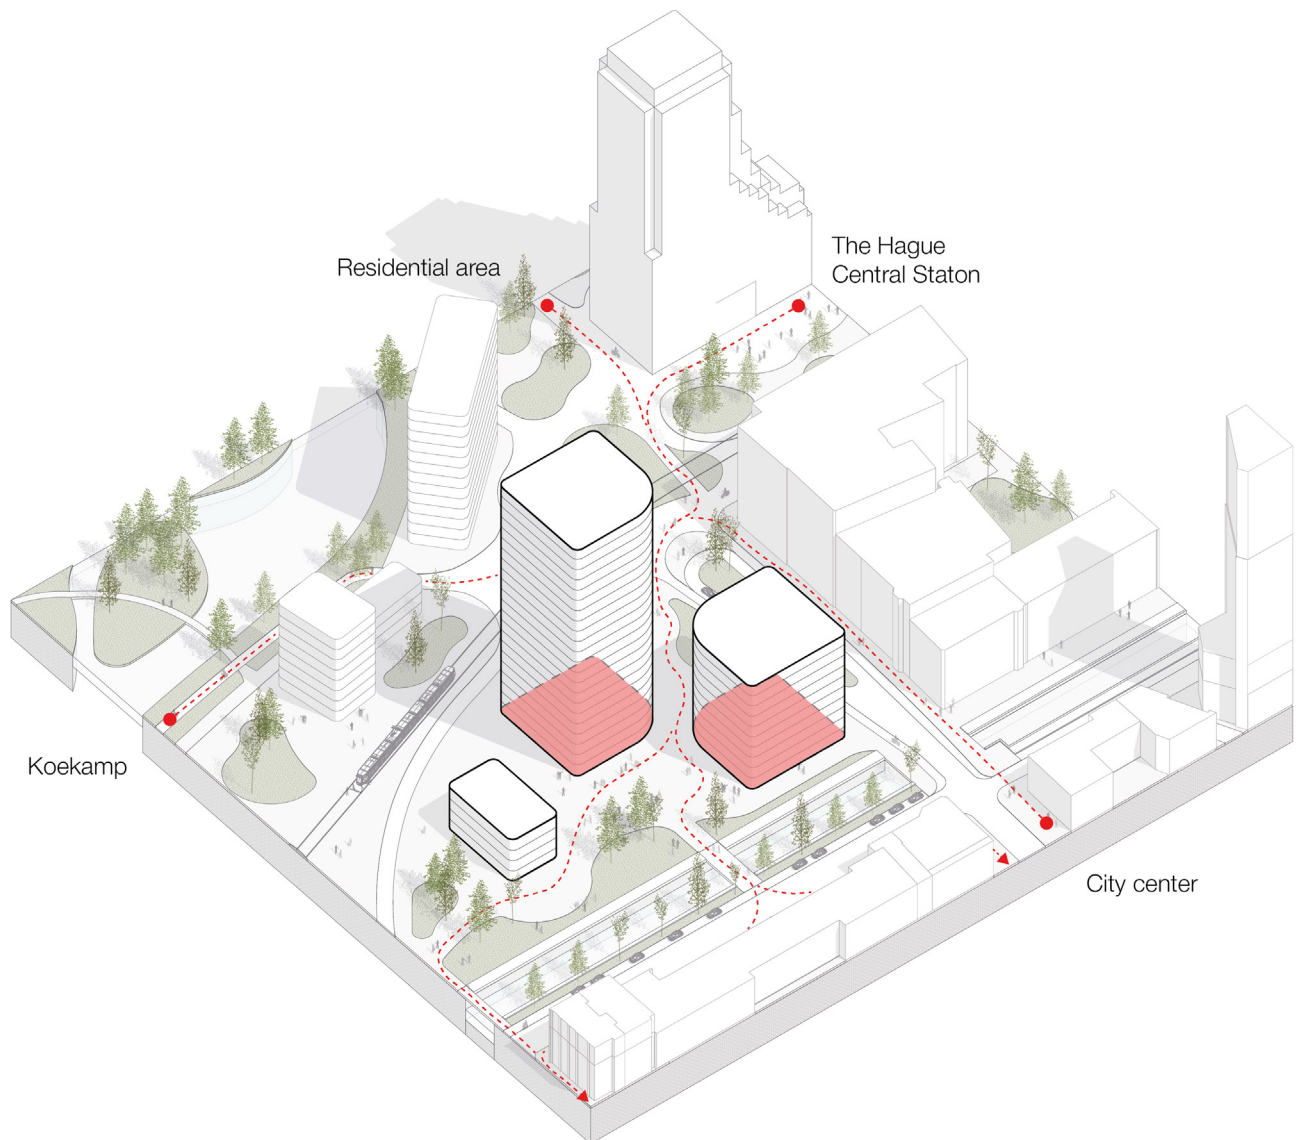 Residential area
The Hague
Central Staton
Koekamp
City center